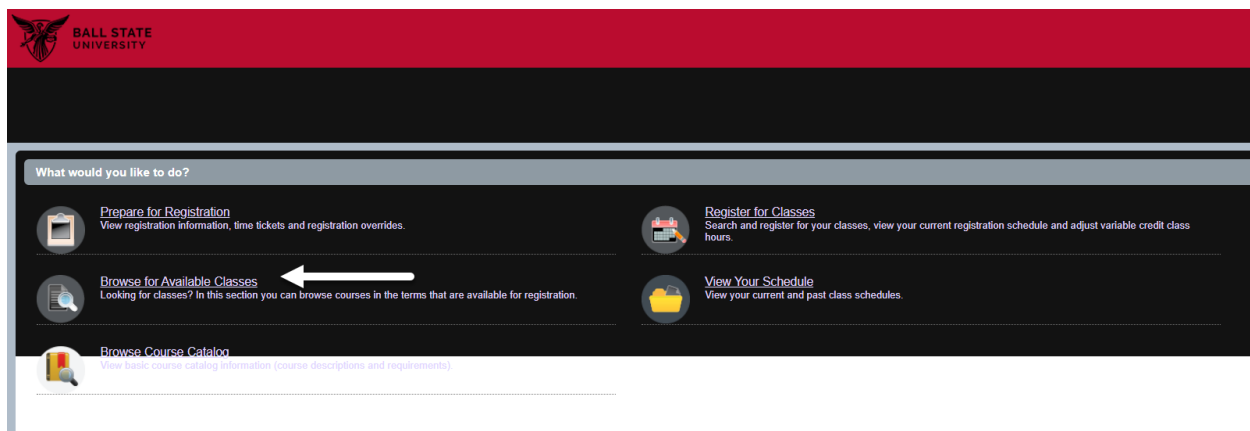 BALL STATE
UNIVERSITY
What would you like to do?
Prepare for Registration
View registration information, time tickets and registration overrides.
Browse for Available Classes
Looking for classes? In this section you can browse courses in the terms that are available for registration.
Browse Course Catalog
View basic course catalog information (course descriptions and requirements).
Register for Classes
Search and register for your classes, view your current registration schedule and adjust variable credit class
hours.
View Your Schedule
View your current and past class schedules.